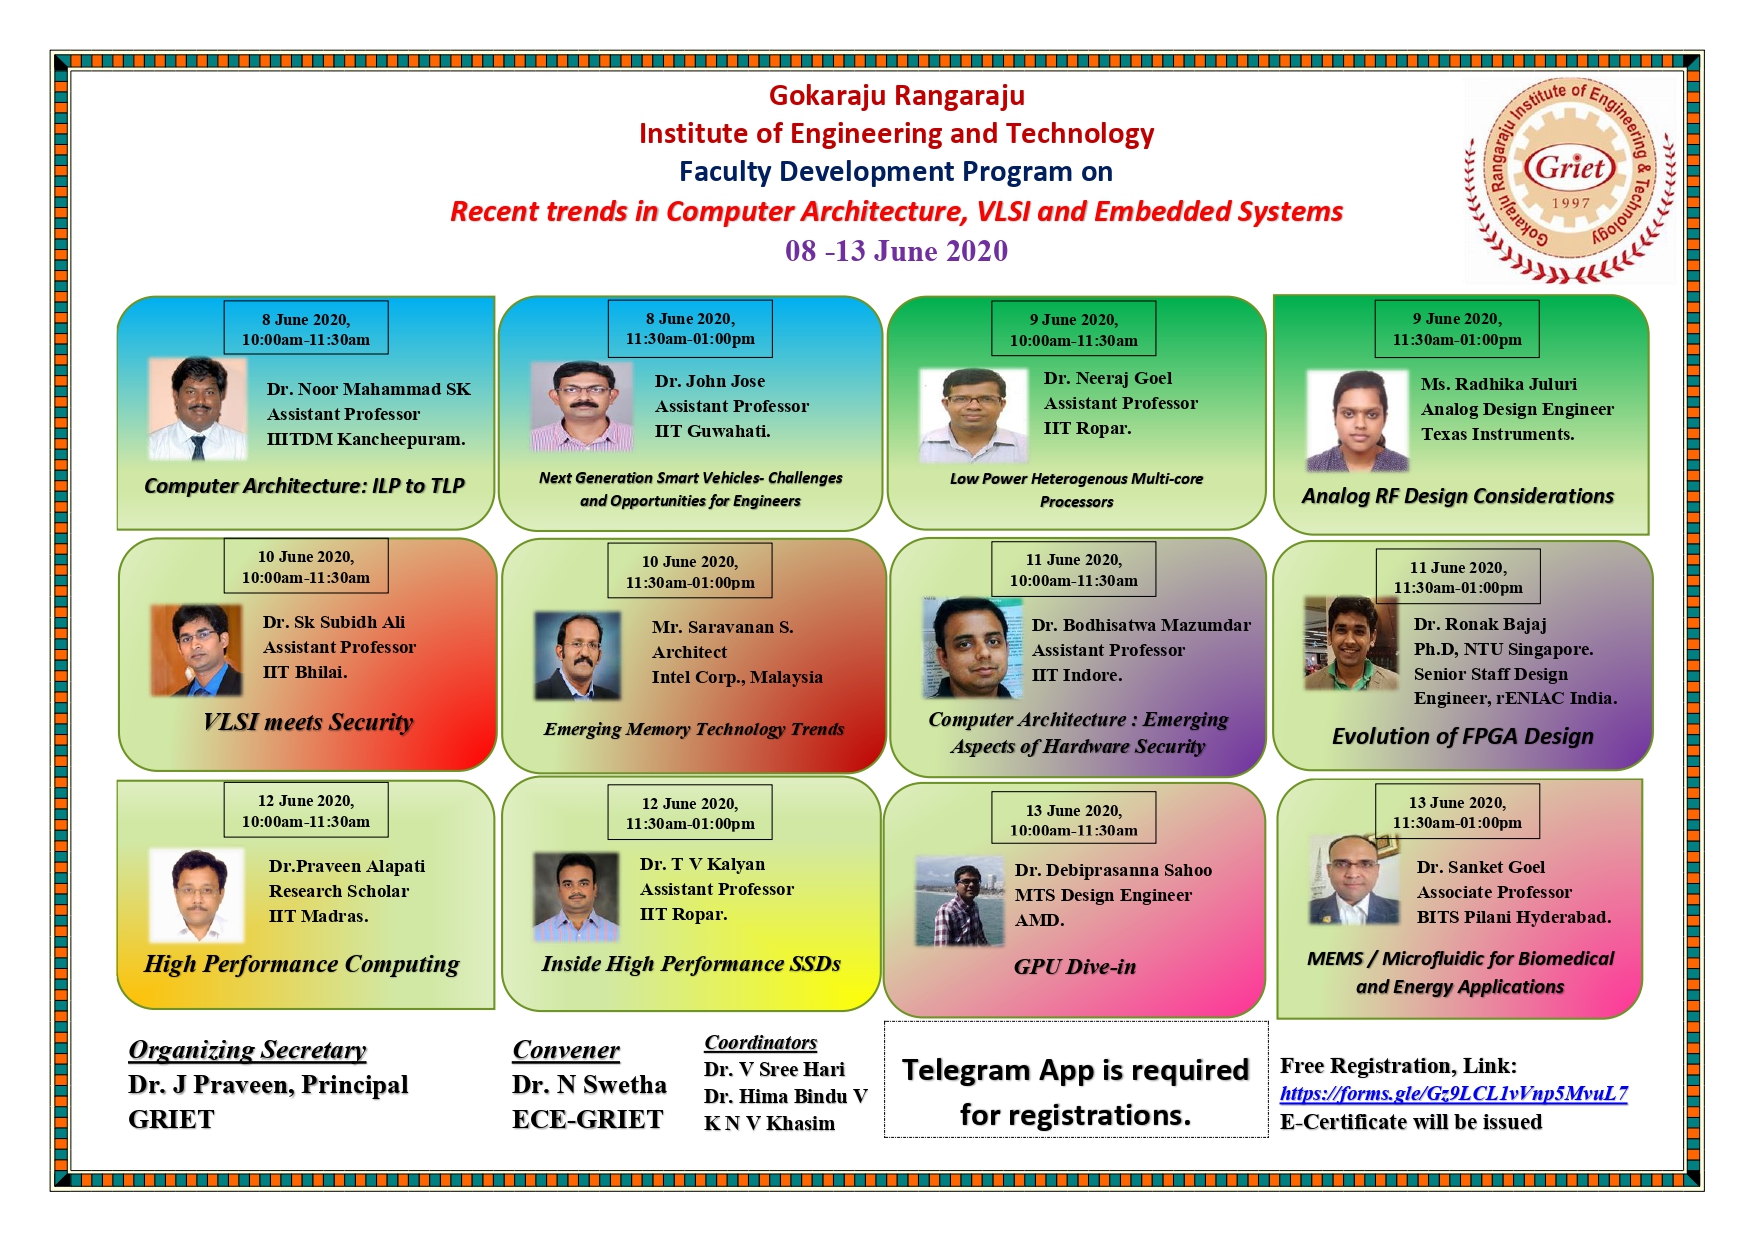 Gokaraju Rangaraju
Institute of Engineering and Technology
Faculty Development Program on
Recent trends in Computer Architecture, VLSI and Embedded Systems
08 -13 June 2020
Gokaraju Rangaraju Institute of Engineering & Technology
Griet
1997
8 June 2020,
10:00am-11:30am
Dr. Noor Mahammad SK
Assistant Professor
IIITDM Kancheepuram.
Computer Architecture: ILP to TLP
8 June 2020,
11:30am-01:00pm
Dr. John Jose
Assistant Professor
IIT Guwahati.
Next Generation Smart Vehicles- Challenges
and Opportunities for Engineers
9 June 2020,
10:00am-11:30am
Dr. Neeraj Goel
Assistant Professor
IIT Ropar.
Low Power Heterogenous Multi-core
Processors
9 June 2020,
11:30am-01:00pm
Ms. Radhika Juluri
Analog Design Engineer
Texas Instruments.
Analog RF Design Considerations
10 June 2020,
10:00am-11:30am
Dr. Sk Subidh Ali
Assistant Professor
IIT Bhilai.
VLSI meets Security
10 June 2020,
11:30am-01:00pm
Mr. Saravanan S.
Architect
Intel Corp., Malaysia
Emerging Memory Technology Trends
11 June 2020,
10:00am-11:30am
Dr. Bodhisatwa Mazumdar
Assistant Professor
IIT Indore.
Computer Architecture : Emerging
Aspects of Hardware Security
11 June 2020,
11:30am-01:00pm
Dr. Ronak Bajaj
Ph.D, NTU Singapore.
Senior Staff Design
Engineer, rENIAC India.
Evolution of FPGA Design
12 June 2020,
10:00am-11:30am
Dr.Praveen Alapati
Research Scholar
IIT Madras.
High Performance Computing
12 June 2020,
11:30am-01:00pm
Dr. T V Kalyan
Assistant Professor
IIT Ropar.
Inside High Performance SSDs
13 June 2020,
10:00am-11:30am
Dr. Debiprasanna Sahoo
MTS Design Engineer
AMD.
GPU Dive-in
13 June 2020,
11:30am-01:00pm
Dr. Sanket Goel
Associate Professor
BITS Pilani Hyderabad.
MEMS / Microfluidic for Biomedical
and Energy Applications
Organizing Secretary
Dr. J Praveen, Principal
GRIET
Convener
Dr. N Swetha
ECE-GRIET
Coordinators
Dr. V Sree Hari
Dr. Hima Bindu V
K N V Khasim
Telegram App is required
for registrations.
Free Registration, Link:
https://forms.gle/Gz9LCL1vVnp5MvuL7
E-Certificate will be issued